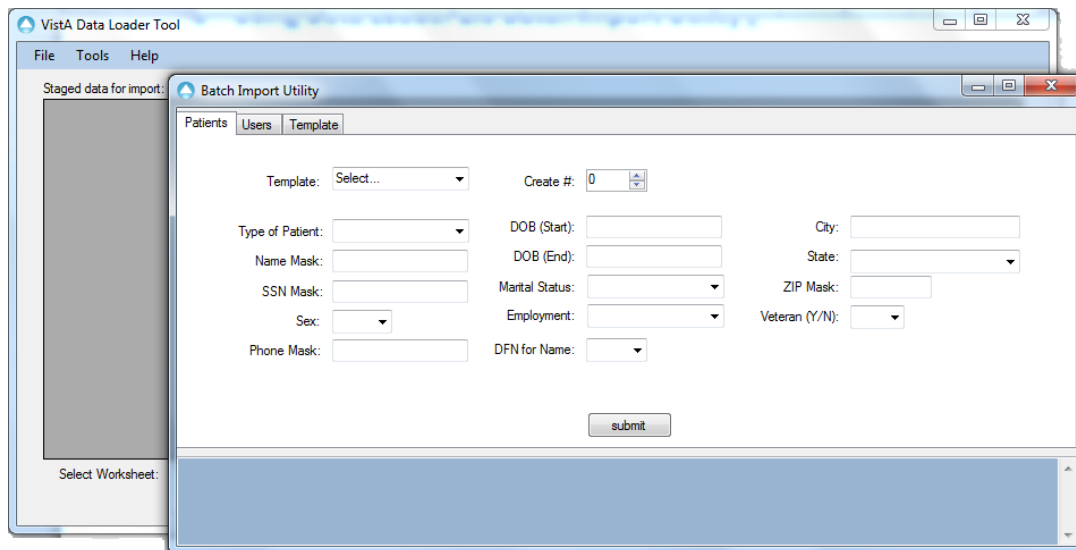 VistA Data Loader Tool
File Tools Help
Staged data for import:
Batch Import Utility
Patients Users Template
Template: Select... Create #: 0
Type of Patient: DOB (Start): City:
Name Mask: DOB (End): State:
SSN Mask: Marital Status: ZIP Mask:
Sex: Employment: Veteran (Y/N):
Phone Mask: DFN for Name:
submit
Select Worksheet: